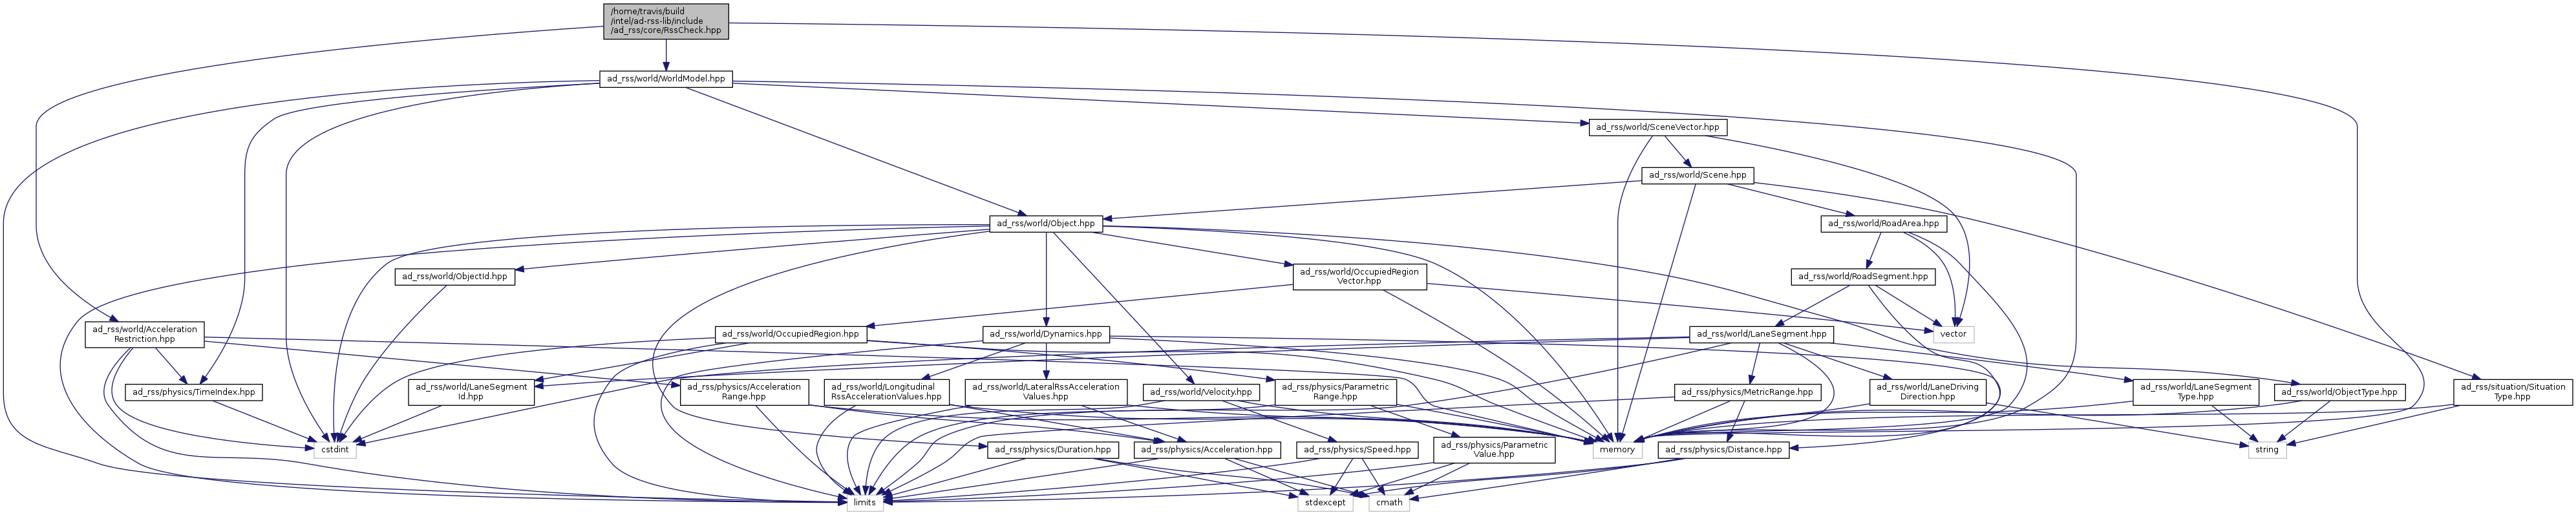 /home/travis/build
/intel/ad-rss-lib/include
/ad_rss/core/RssCheck.hpp
ad_rss/world/WorldModel.hpp
ad_rss/world/SceneVector.hpp
ad_rss/world/Scene.hpp
ad_rss/world/Object.hpp
ad_rss/world/RoadArea.hpp
ad_rss/world/ObjectId.hpp
ad_rss/world/OccupiedRegion
Vector.hpp
ad_rss/world/RoadSegment.hpp
ad_rss/world/Acceleration
Restriction.hpp
ad_rss/world/OccupiedRegion.hpp
ad_rss/world/Dynamics.hpp
ad_rss/world/LaneSegment.hpp
vector
ad_rss/physics/TimeIndex.hpp
ad_rss/world/LaneSegment
Id.hpp
ad_rss/physics/Acceleration
Range.hpp
ad_rss/world/Longitudinal
RssAccelerationValues.hpp
ad_rss/world/LateralRssAcceleration
Values.hpp
ad_rss/world/Velocity.hpp
ad_rss/physics/Parametric
Range.hpp
ad_rss/physics/MetricRange.hpp
ad_rss/world/LaneDriving
Direction.hpp
ad_rss/world/LaneSegment
Type.hpp
ad_rss/world/ObjectType.hpp
ad_rss/situation/Situation
Type.hpp
cstdint
ad_rss/physics/Duration.hpp
ad_rss/physics/Acceleration.hpp
ad_rss/physics/Speed.hpp
ad_rss/physics/Parametric
Value.hpp
memory
ad_rss/physics/Distance.hpp
string
limits
stdexcept
cmath